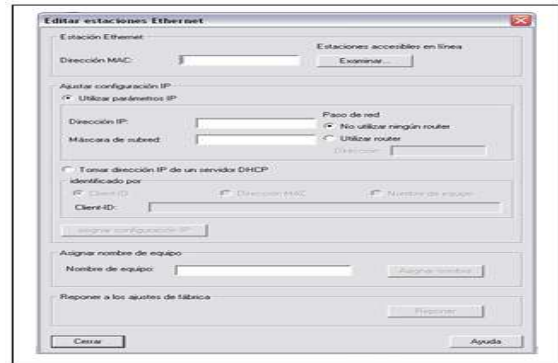 Editar estaciones Ethernet
Estación Ethernet
Estaciones accesibles en línea
Dirección MAC:
Examinar...
Ajustar configuración IP
Utilizar parámetros IP
Paso de red
Dirección IP:
No utilizar ningún router
Máscara de subred:
Utilizar router
Dirección:
Tomar dirección IP de un servidor DHCP
identificado por
Client-ID
Dirección MAC
Nombre de equipo
Client-ID:
asignar configuración IP
Asignar nombre de equipo
Nombre de equipo:
Asignar nombre
Reponer a los ajustes de fábrica
Reponer
Cerrar
Ayuda